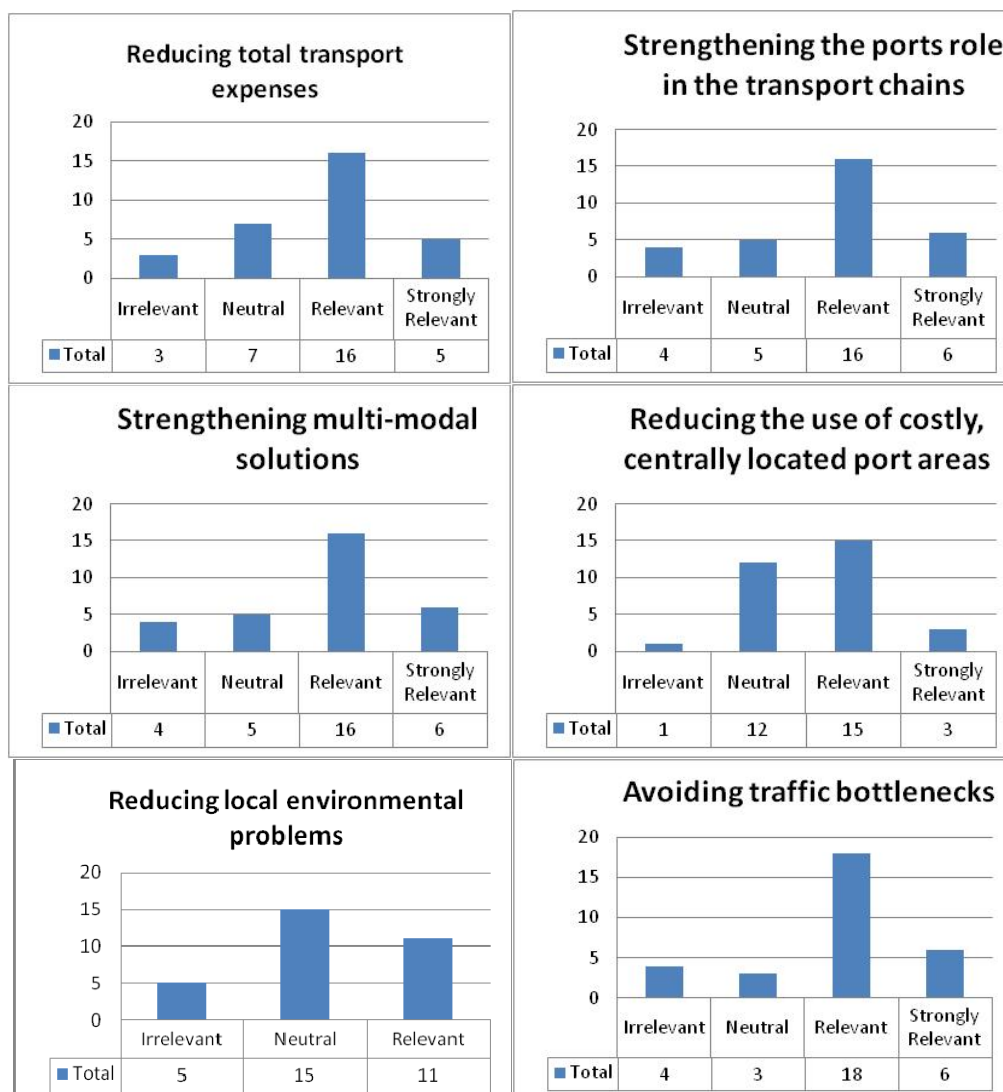 Reducing total transport
expenses
20
15
10
5
0
Irrelevant Neutral Relevant Strongly Relevant
Total 3 7 16 5
Strengthening the ports role
in the transport chains
20
15
10
5
0
Irrelevant Neutral Relevant Strongly Relevant
Total 4 5 16 6
Strengthening multi-modal
solutions
20
15
10
5
0
Irrelevant Neutral Relevant Strongly Relevant
Total 4 5 16 6
Reducing the use of costly,
centrally located port areas
20
15
10
5
0
Irrelevant Neutral Relevant Strongly Relevant
Total 1 12 15 3
Reducing local environmental
problems
20
15
10
5
0
Irrelevant Neutral Relevant
Total 5 15 11
Avoiding traffic bottlenecks
20
15
10
5
0
Irrelevant Neutral Relevant Strongly Relevant
Total 4 3 18 6